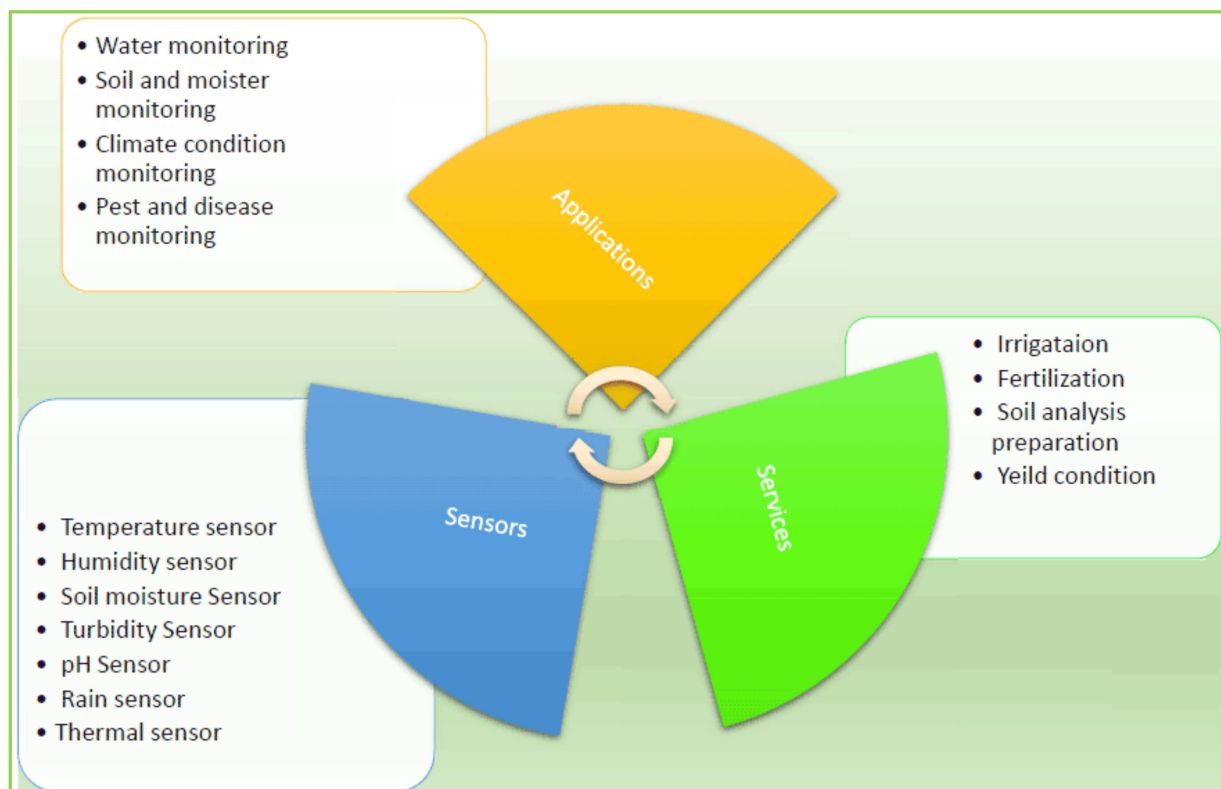 • Water monitoring
• Soil and moister
monitoring
• Climate condition
monitoring
• Pest and disease
monitoring
Applications
• Irrigataion
• Fertilization
• Soil analysis
preparation
• Yeild condition
Services
Sensors
• Temperature sensor
• Humidity sensor
• Soil moisture Sensor
• Turbidity Sensor
• pH Sensor
• Rain sensor
• Thermal sensor